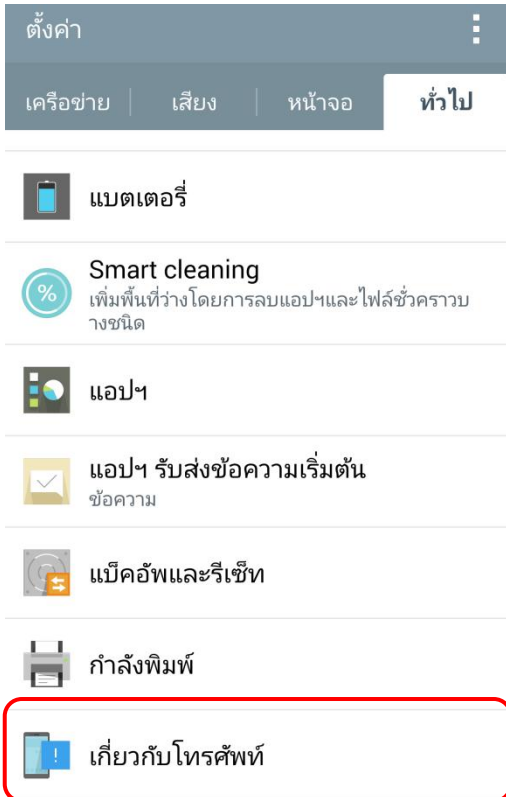 ตั้งค่า
เครือข่าย เสียง หน้าจอ ทั่วไป
แบตเตอรี่
Smart cleaning
%
เพิ่มพื้นที่ว่างโดยการลบแอปฯและไฟล์ชั่วคราวบ
างชนิด
แอปฯ
แอปฯ รับส่งข้อความเริ่มต้น
ข้อความ
แบ็คอัพและรีเซ็ท
กำลังพิมพ์
!
เกี่ยวกับโทรศัพท์